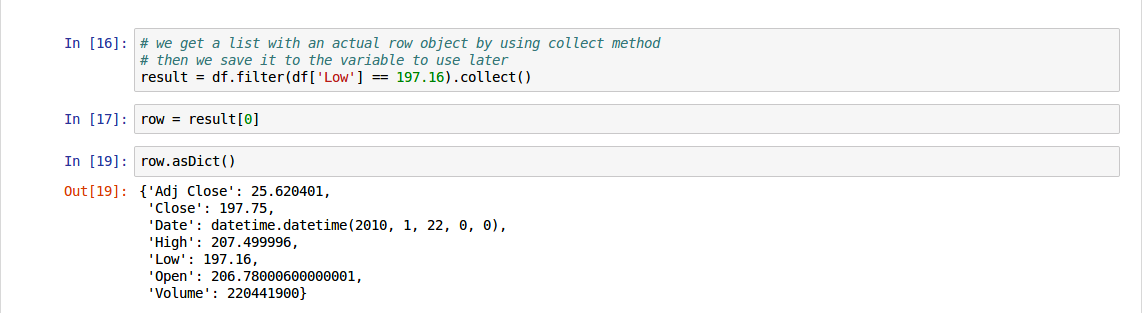 In [16]: # we get a list with an actual row object by using collect method
# then we save it to the variable to use later
result = df.filter(df['Low'] == 197.16).collect()
In [17]: row = result[0]
In [19]: row.asDict()
Out[19]: {'Adj Close': 25.620401,
'Close': 197.75,
'Date': datetime.datetime(2010, 1, 22, 0, 0),
'High': 207.499996,
'Low': 197.16,
'Open': 206.78000600000001,
'Volume': 220441900}